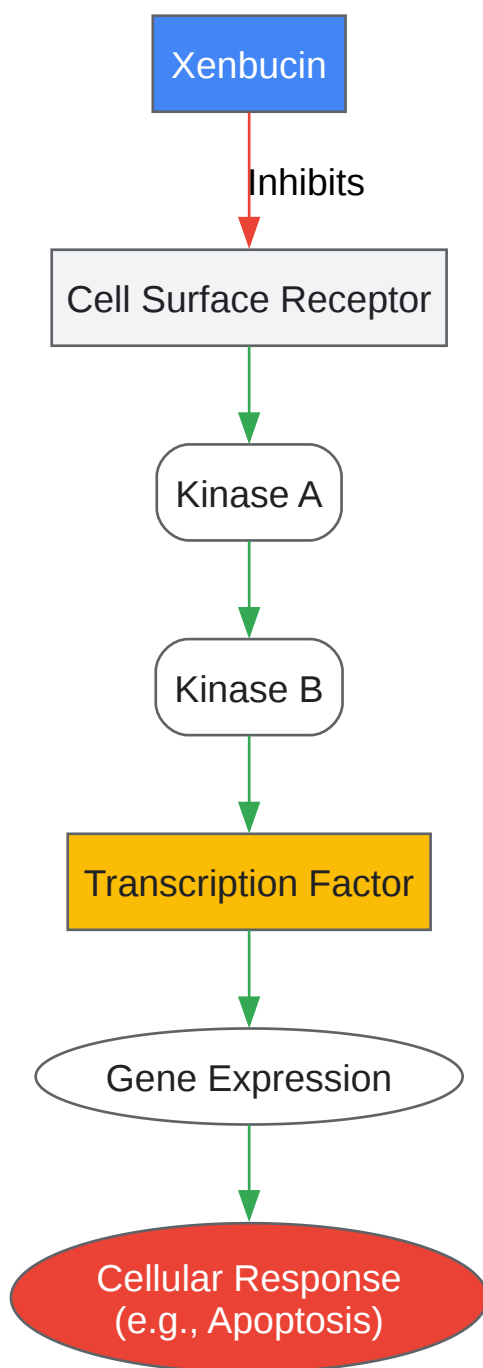 Xenbucin
Inhibits
Cell Surface Receptor
Kinase A
Kinase B
Transcription Factor
Gene Expression
Cellular Response
(e.g., Apoptosis)